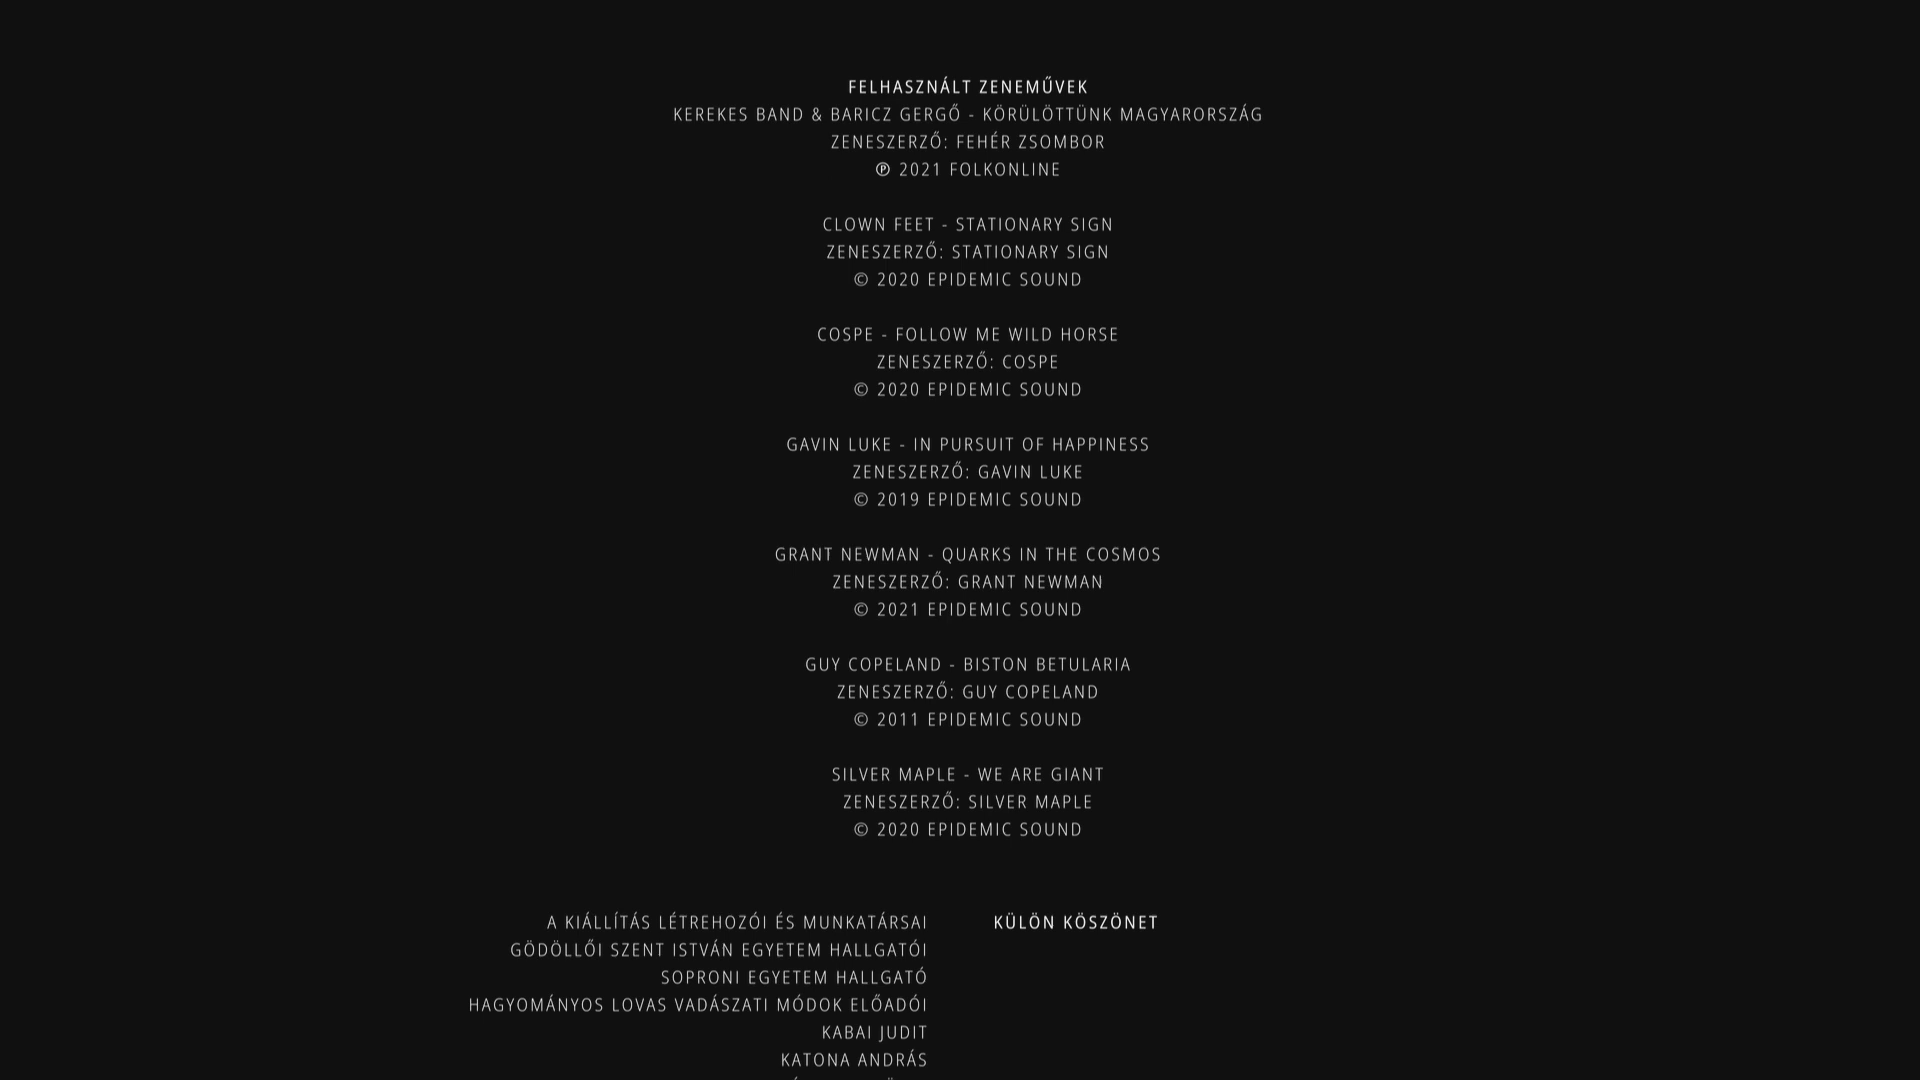 FELHASZNÁLT ZENEMŰVEK
KEREKES BAND & BARICZ GERGŐ - KÖRÜLÖTTÜNK MAGYARORSZÁG
ZENESZERZŐ: FEHÉR ZSOMBOR
℗ 2021 FOLKONLINE
CLOWN FEET - STATIONARY SIGN
ZENESZERZŐ: STATIONARY SIGN
© 2020 EPIDEMIC SOUND
COSPE - FOLLOW ME WILD HORSE
ZENESZERZŐ: COSPE
© 2020 EPIDEMIC SOUND
GAVIN LUKE - IN PURSUIT OF HAPPINESS
ZENESZERZŐ: GAVIN LUKE
© 2019 EPIDEMIC SOUND
GRANT NEWMAN - QUARKS IN THE COSMOS
ZENESZERZŐ: GRANT NEWMAN
© 2021 EPIDEMIC SOUND
GUY COPELAND - BISTON BETULARIA
ZENESZERZŐ: GUY COPELAND
© 2011 EPIDEMIC SOUND
SILVER MAPLE - WE ARE GIANT
ZENESZERZŐ: SILVER MAPLE
© 2020 EPIDEMIC SOUND
A KIÁLLÍTÁS LÉTREHOZÓI ÉS MUNKATÁRSAI
KÜLÖN KÖSZÖNET
GÖDÖLLŐI SZENT ISTVÁN EGYETEM HALLGATÓI
SOPRONI EGYETEM HALLGATÓ
HAGYOMÁNYOS LOVAS VADÁSZATI MÓDOK ELŐADÓI
KABAI JUDIT
KATONA ANDRÁS